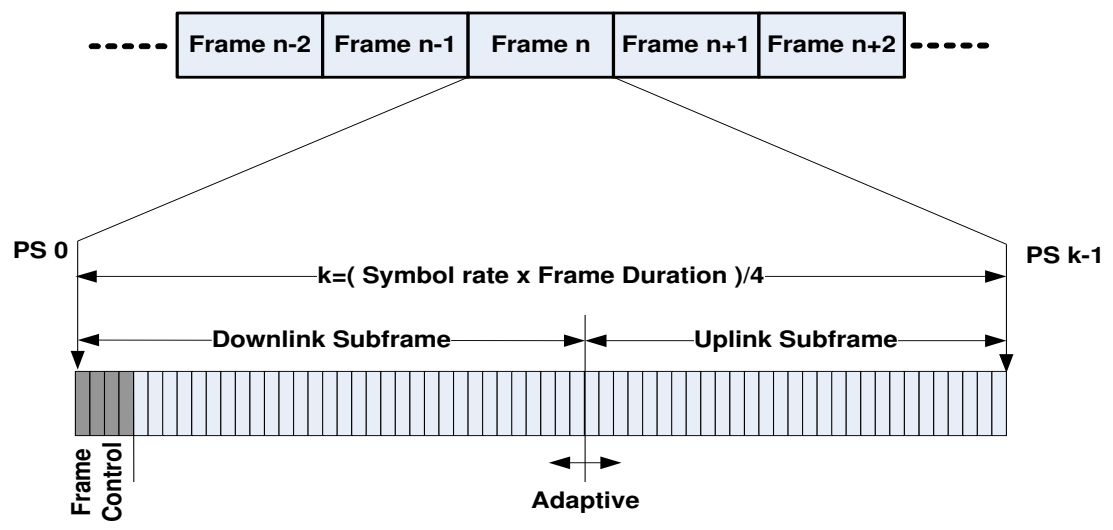 Frame n-2 Frame n-1 Frame n Frame n+1 Frame n+2
PS 0
PS k-1
k=( Symbol rate x Frame Duration )/4
Downlink Subframe Uplink Subframe
Frame
Control
Adaptive